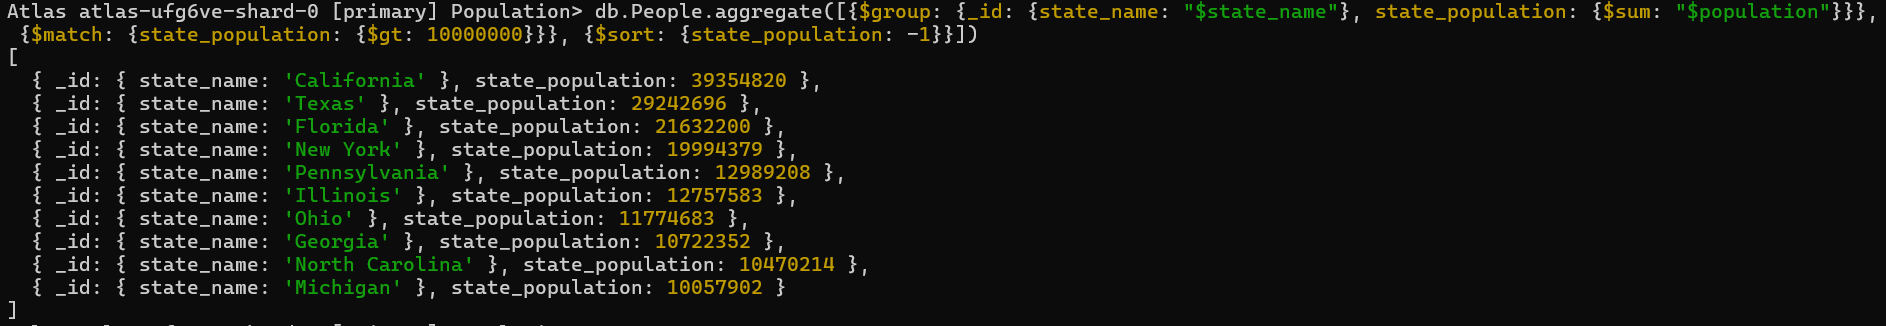 Atlas atlas-ufg6ve-shard-0 [primary] Population> db.People.aggregate([{$group: {_id: {state_name: "$state_name"}, state_population: {$sum: "$population"}}},
{$match: {state_population: {$gt: 10000000}}}, {$sort: {state_population: -1}}])
[
  { _id: { state_name: 'California' }, state_population: 39354820 },
  { _id: { state_name: 'Texas' }, state_population: 29242696 },
  { _id: { state_name: 'Florida' }, state_population: 21632200 },
  { _id: { state_name: 'New York' }, state_population: 19994379 },
  { _id: { state_name: 'Pennsylvania' }, state_population: 12989208 },
  { _id: { state_name: 'Illinois' }, state_population: 12757583 },
  { _id: { state_name: 'Ohio' }, state_population: 11774683 },
  { _id: { state_name: 'Georgia' }, state_population: 10722352 },
  { _id: { state_name: 'North Carolina' }, state_population: 10470214 },
  { _id: { state_name: 'Michigan' }, state_population: 10057902 }
]